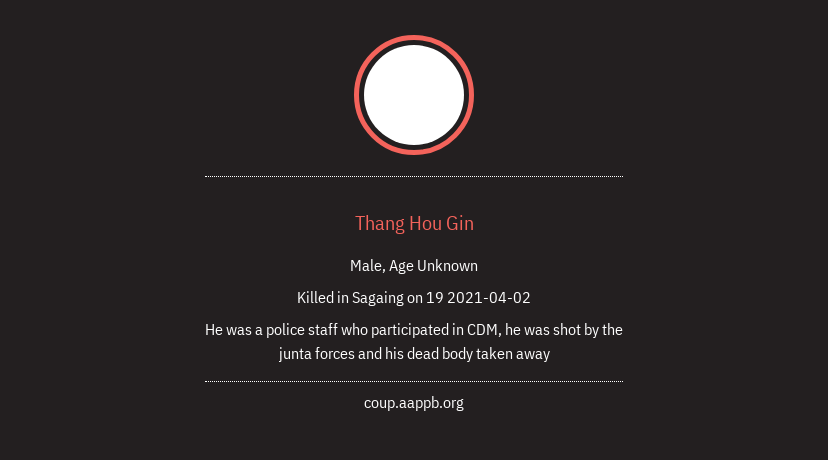 Thang Hou Gin
Male, Age Unknown
Killed in Sagaing on 19 2021-04-02
He was a police staff who participated in CDM, he was shot by the
junta forces and his dead body taken away
coup.aappb.org